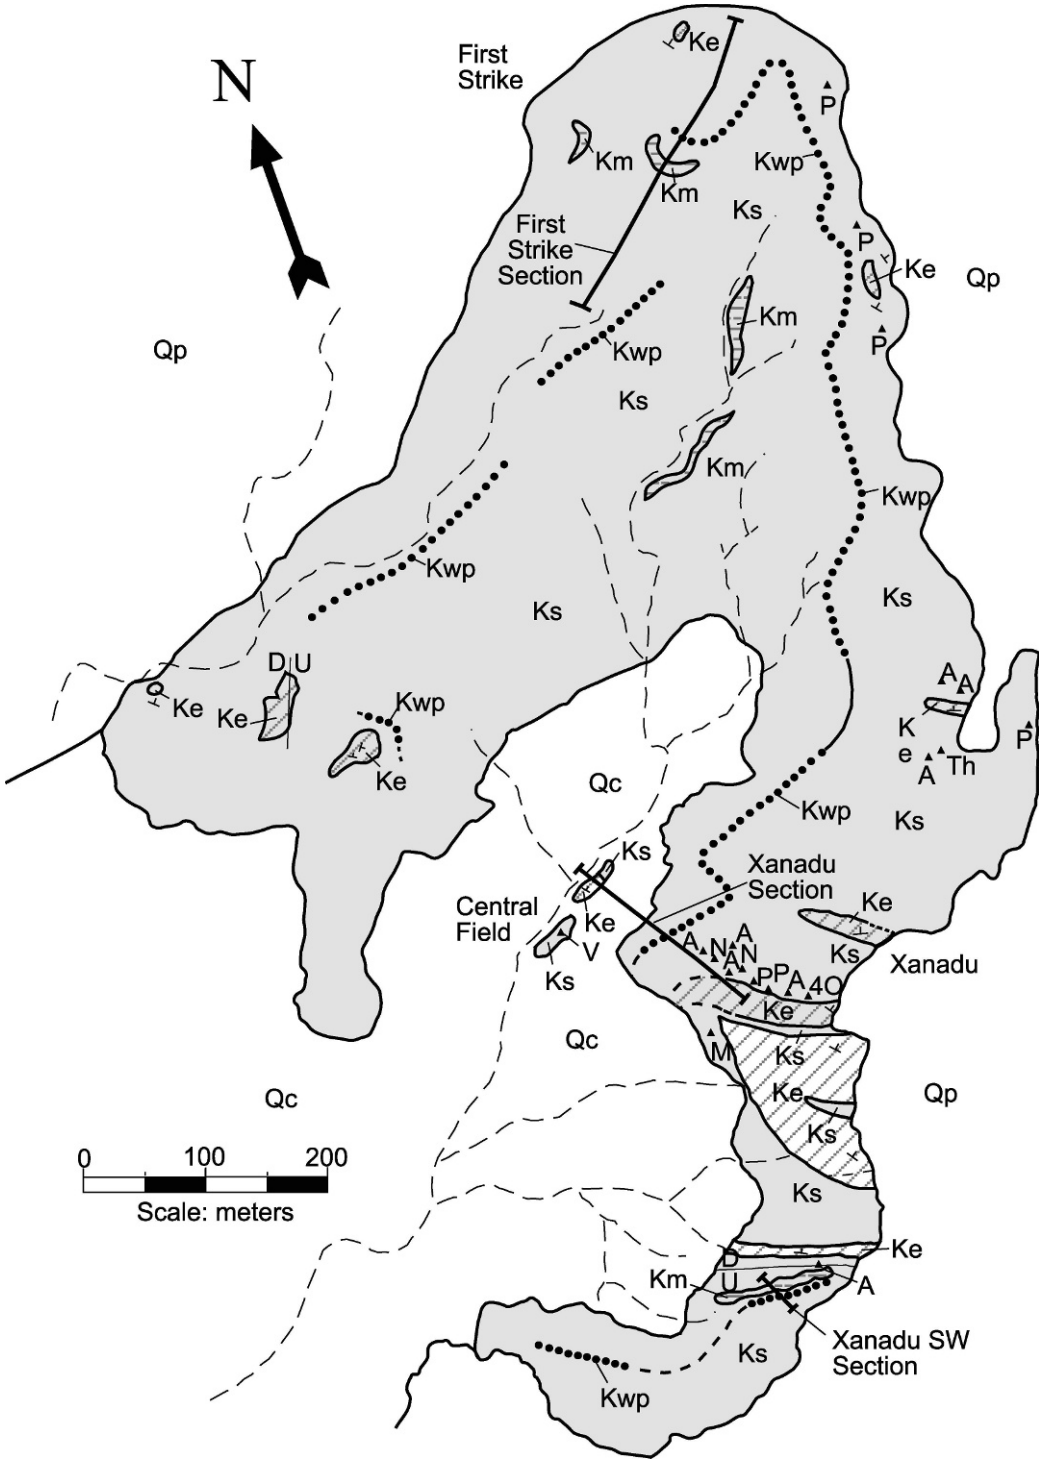 First
Strike
N
Ke
P
Km
Km
Kwp
Ks
First
Strike
Section
P
Ke
Qp
Km
P
Qp
Kwp
Ks
Km
Kwp
Kwp
Ks
Ks
D U
A
A
Ke
Ke
Kwp
K
e
P
Ke
A
Th
Qc
Kwp
Ks
Ks
Xanadu
Section
Ke
Central
Field
Ke
V
Ks
A
N
A
A
N
Ks
Xanadu
P
P
A
4O
Ke
Qc
M
Ks
Qc
Ke
Qp
Ks
0 100 200
Scale: meters
Ks
Ke
D
U
Km
A
Xanadu SW
Section
Ks
Kwp